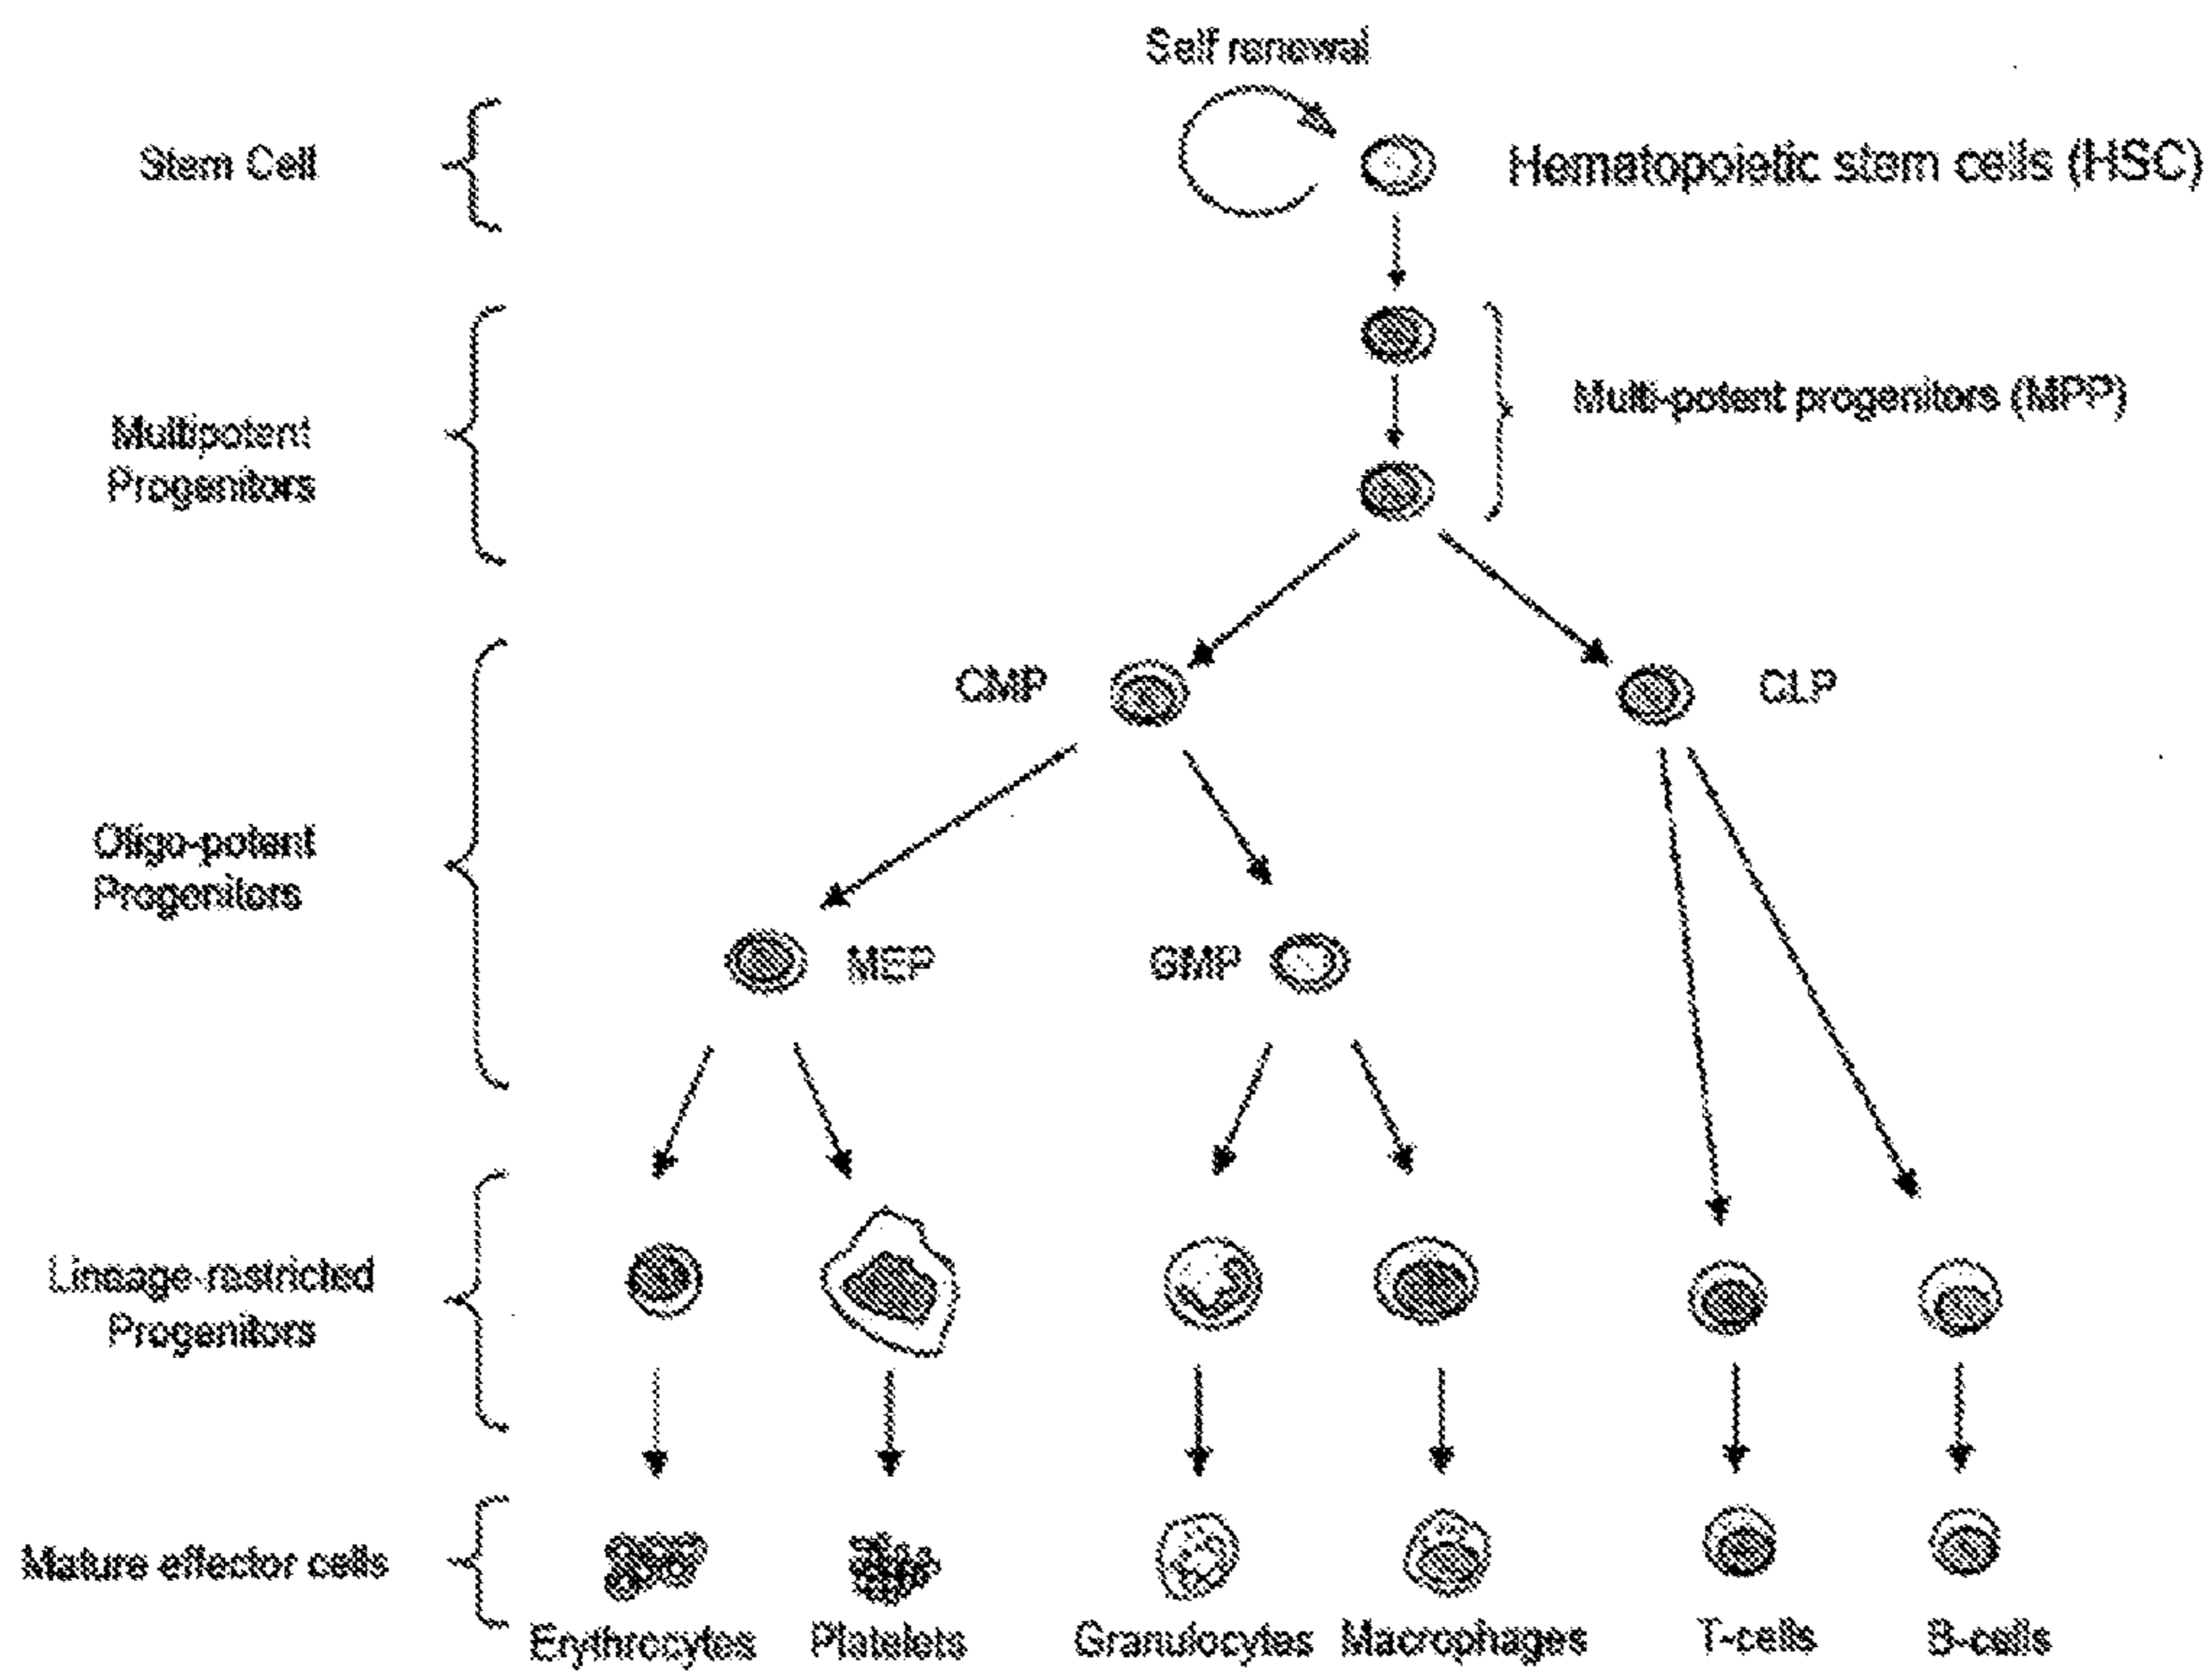 Self renewal
Stem Cell
Hematopoietic stem cells (HSC)
Multi-potent progenitors (MPP)
Multipotent
Progenitors
CMP
CLP
Oligo-potent
Progenitors
MEP
GMP
Lineage-restricted
Progenitors
Mature effector cells
Erythrocytes
Platelets
Granulocytes
Macrophages
T-cells
B-cells